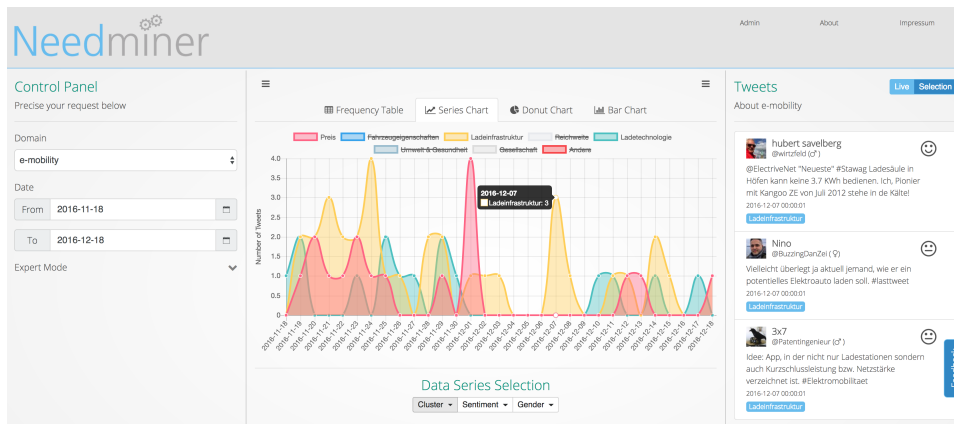 Needminer
Admin About Impressum
Control Panel
Precise your request below
Domain
e-mobility
Date
From 2016-11-18
To 2016-12-18
Expert Mode
Frequency Table Series Chart Donut Chart Bar Chart
Preis Fahrzeugeigenschaften Ladeinfrastruktur Reichweite Ladetechnologie
Umwelt & Gesundheit Gesellschaft Andere
Number of Tweets
4.0
3.5
3.0
2.5
2.0
1.5
1.0
0.5
0
2016-12-07
Ladeinfrastruktur: 3
2016-11-18 2016-11-19 2016-11-20 2016-11-21 2016-11-22 2016-11-23 2016-11-24 2016-11-25 2016-11-26 2016-11-27 2016-11-28 2016-11-29 2016-11-30 2016-12-01 2016-12-02 2016-12-03 2016-12-04 2016-12-05 2016-12-06 2016-12-07 2016-12-08 2016-12-09 2016-12-10 2016-12-11 2016-12-12 2016-12-13 2016-12-14 2016-12-15 2016-12-16 2016-12-17 2016-12-18
Data Series Selection
Cluster Sentiment Gender
Tweets
Live Selection
About e-mobility
hubert savelberg
@wirtzfeld (♂)
@ElectriveNet "Neueste" #Stawag Ladesäule in
Höfen kann keine 3.7 KWh bedienen. Ich, Pionier
mit Kangoo ZE von Juli 2012 stehe in de Kälte!
2016-12-07 00:00:01
Ladeinfrastruktur
Nino
@BuzzingDanZei (♀)
Vielleicht überlegt ja aktuell jemand, wie er ein
potentielles Elektroauto laden soll. #lasttweet
2016-12-07 00:00:01
Ladeinfrastruktur
3x7
@Patentingenieur (♂)
Idee: App, in der nicht nur Ladestationen sondern
auch Kurzschlussleistung bzw. Netzstärke
verzeichnet ist. #Elektromobilitaet
2016-12-07 00:00:01
Ladeinfrastruktur